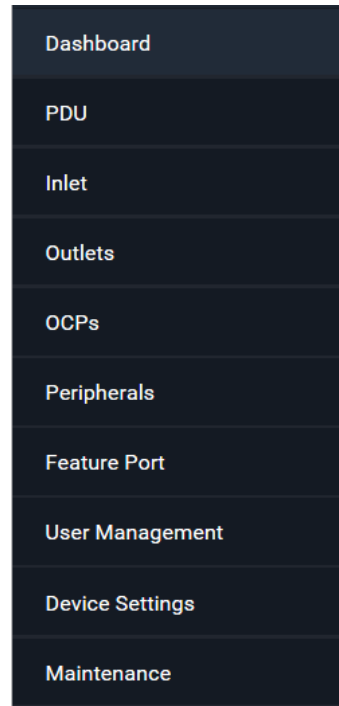 Dashboard
PDU
Inlet
Outlets
OCPs
Peripherals
Feature Port
User Management
Device Settings
Maintenance